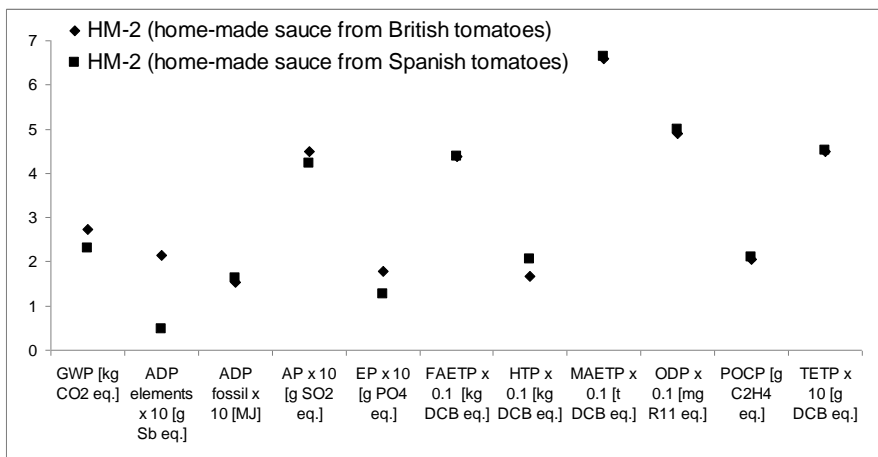 HM-2 (home-made sauce from British tomatoes)
HM-2 (home-made sauce from Spanish tomatoes)
7
6
5
4
3
2
1
0
GWP [kg
CO2 eq.]
ADP
elements
x 10 [g
Sb eq.]
ADP
fossil x
10 [MJ]
AP x 10
[g SO2
eq.]
EP x 10
[g PO4
eq.]
FAETP x
0.1 [kg
DCB eq.]
HTP x
0.1 [kg
DCB eq.]
MAETP x
0.1 [t
DCB eq.]
ODP x
0.1 [mg
R11 eq.]
POCP [g
C2H4
eq.]
TETP x
10 [g
DCB eq.]